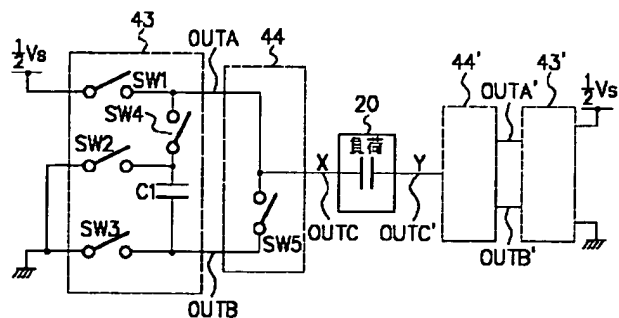 43
OUTA
44
½Vs
SW1
SW4
SW2
C1
SW3
SW5
OUTB
20
負荷
X
Y
OUTC
OUTC'
44'
OUTA'
43'
½Vs
OUTB'